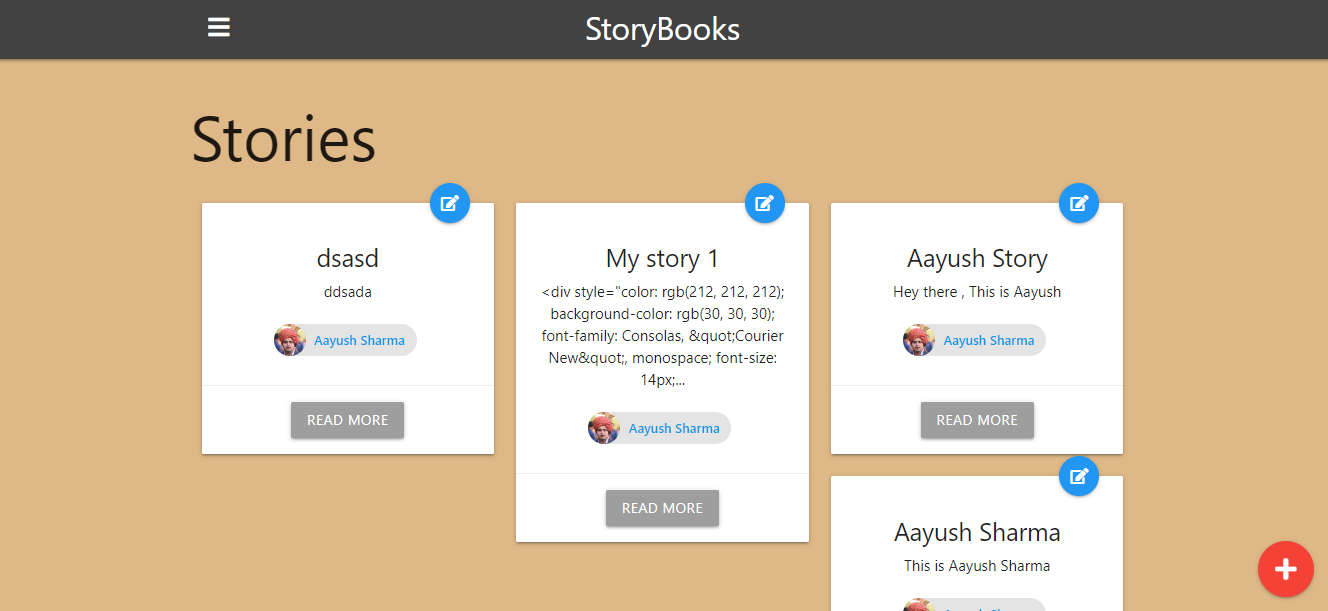 StoryBooks
Stories
dsasd
ddsada
Aayush Sharma
READ MORE
My story 1
<div style="color: rgb(212, 212, 212);
background-color: rgb(30, 30, 30);
font-family: Consolas, &quot;Courier
New&quot;, monospace; font-size:
14px;...
Aayush Sharma
READ MORE
Aayush Story
Hey there , This is Aayush
Aayush Sharma
READ MORE
Aayush Sharma
This is Aayush Sharma